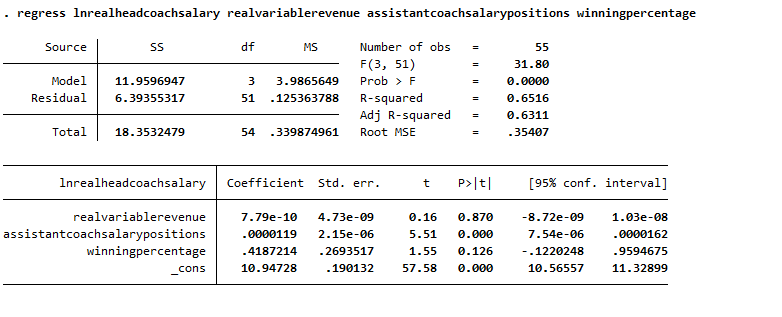 . regress lnrealheadcoachsalary realvariablerevenue assistantcoachsalarypositions winningpercentage
Source SS df MS Number of obs = 55
F(3, 51) = 31.80
Model 11.9596947 3 3.9865649 Prob > F = 0.0000
Residual 6.39355317 51 .125363788 R-squared = 0.6516
Adj R-squared = 0.6311
Total 18.3532479 54 .339874961 Root MSE = .35407
lnrealheadcoachsalary Coefficient Std. err. t P>|t| [95% conf. interval]
realvariablerevenue 7.79e-10 4.73e-09 0.16 0.870 -8.72e-09 1.03e-08
assistantcoachsalarypositions .0000119 2.15e-06 5.51 0.000 7.54e-06 .0000162
winningpercentage .4187214 .2693517 1.55 0.126 -.1220248 .9594675
_cons 10.94728 .190132 57.58 0.000 10.56557 11.32899